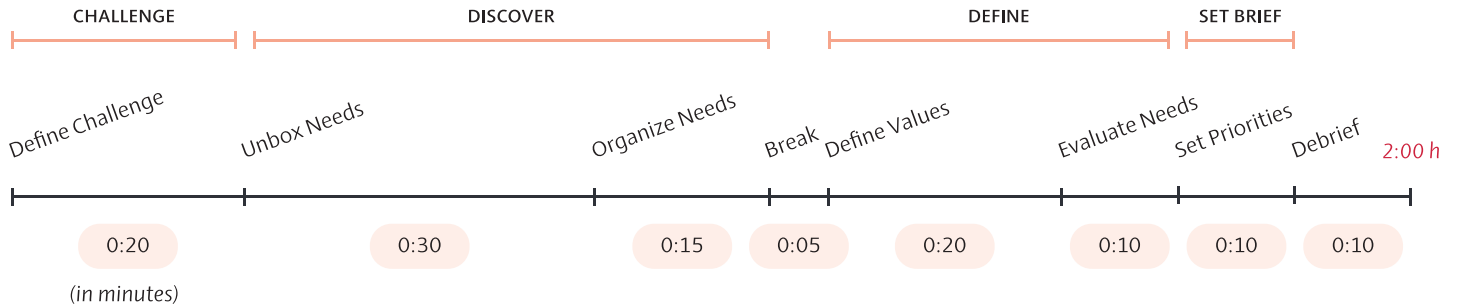 CHALLENGE DISCOVER DEFINE SET BRIEF
Define Challenge Unbox Needs Organize Needs Break Define Values Evaluate Needs Set Priorities Debrief 2:00 h
0:20 0:30 0:15 0:05 0:20 0:10 0:10 0:10
(in minutes)